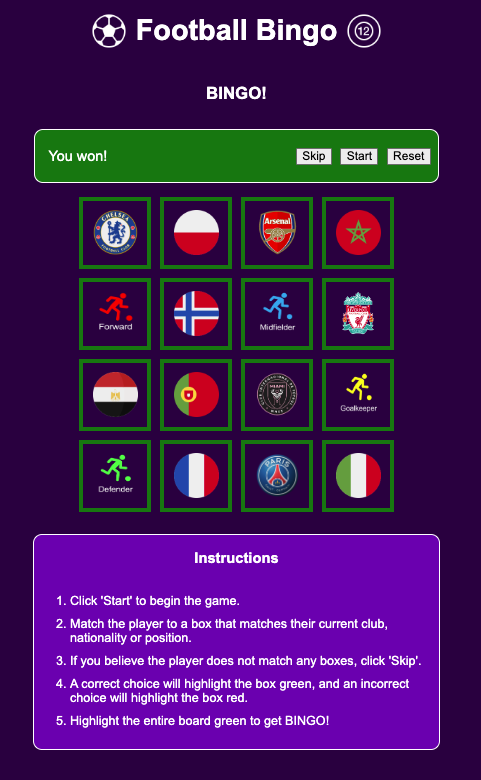 Football Bingo 12
BINGO!
You won! Skip Start Reset
CHELSEA FOOTBALL CLUB Arsenal
Forward Midfielder
MIAMI Goalkeeper
Defender PARIS
Instructions
1. Click 'Start' to begin the game.
2. Match the player to a box that matches their current club,
nationality or position.
3. If you believe the player does not match any boxes, click 'Skip'.
4. A correct choice will highlight the box green, and an incorrect
choice will highlight the box red.
5. Highlight the entire board green to get BINGO!